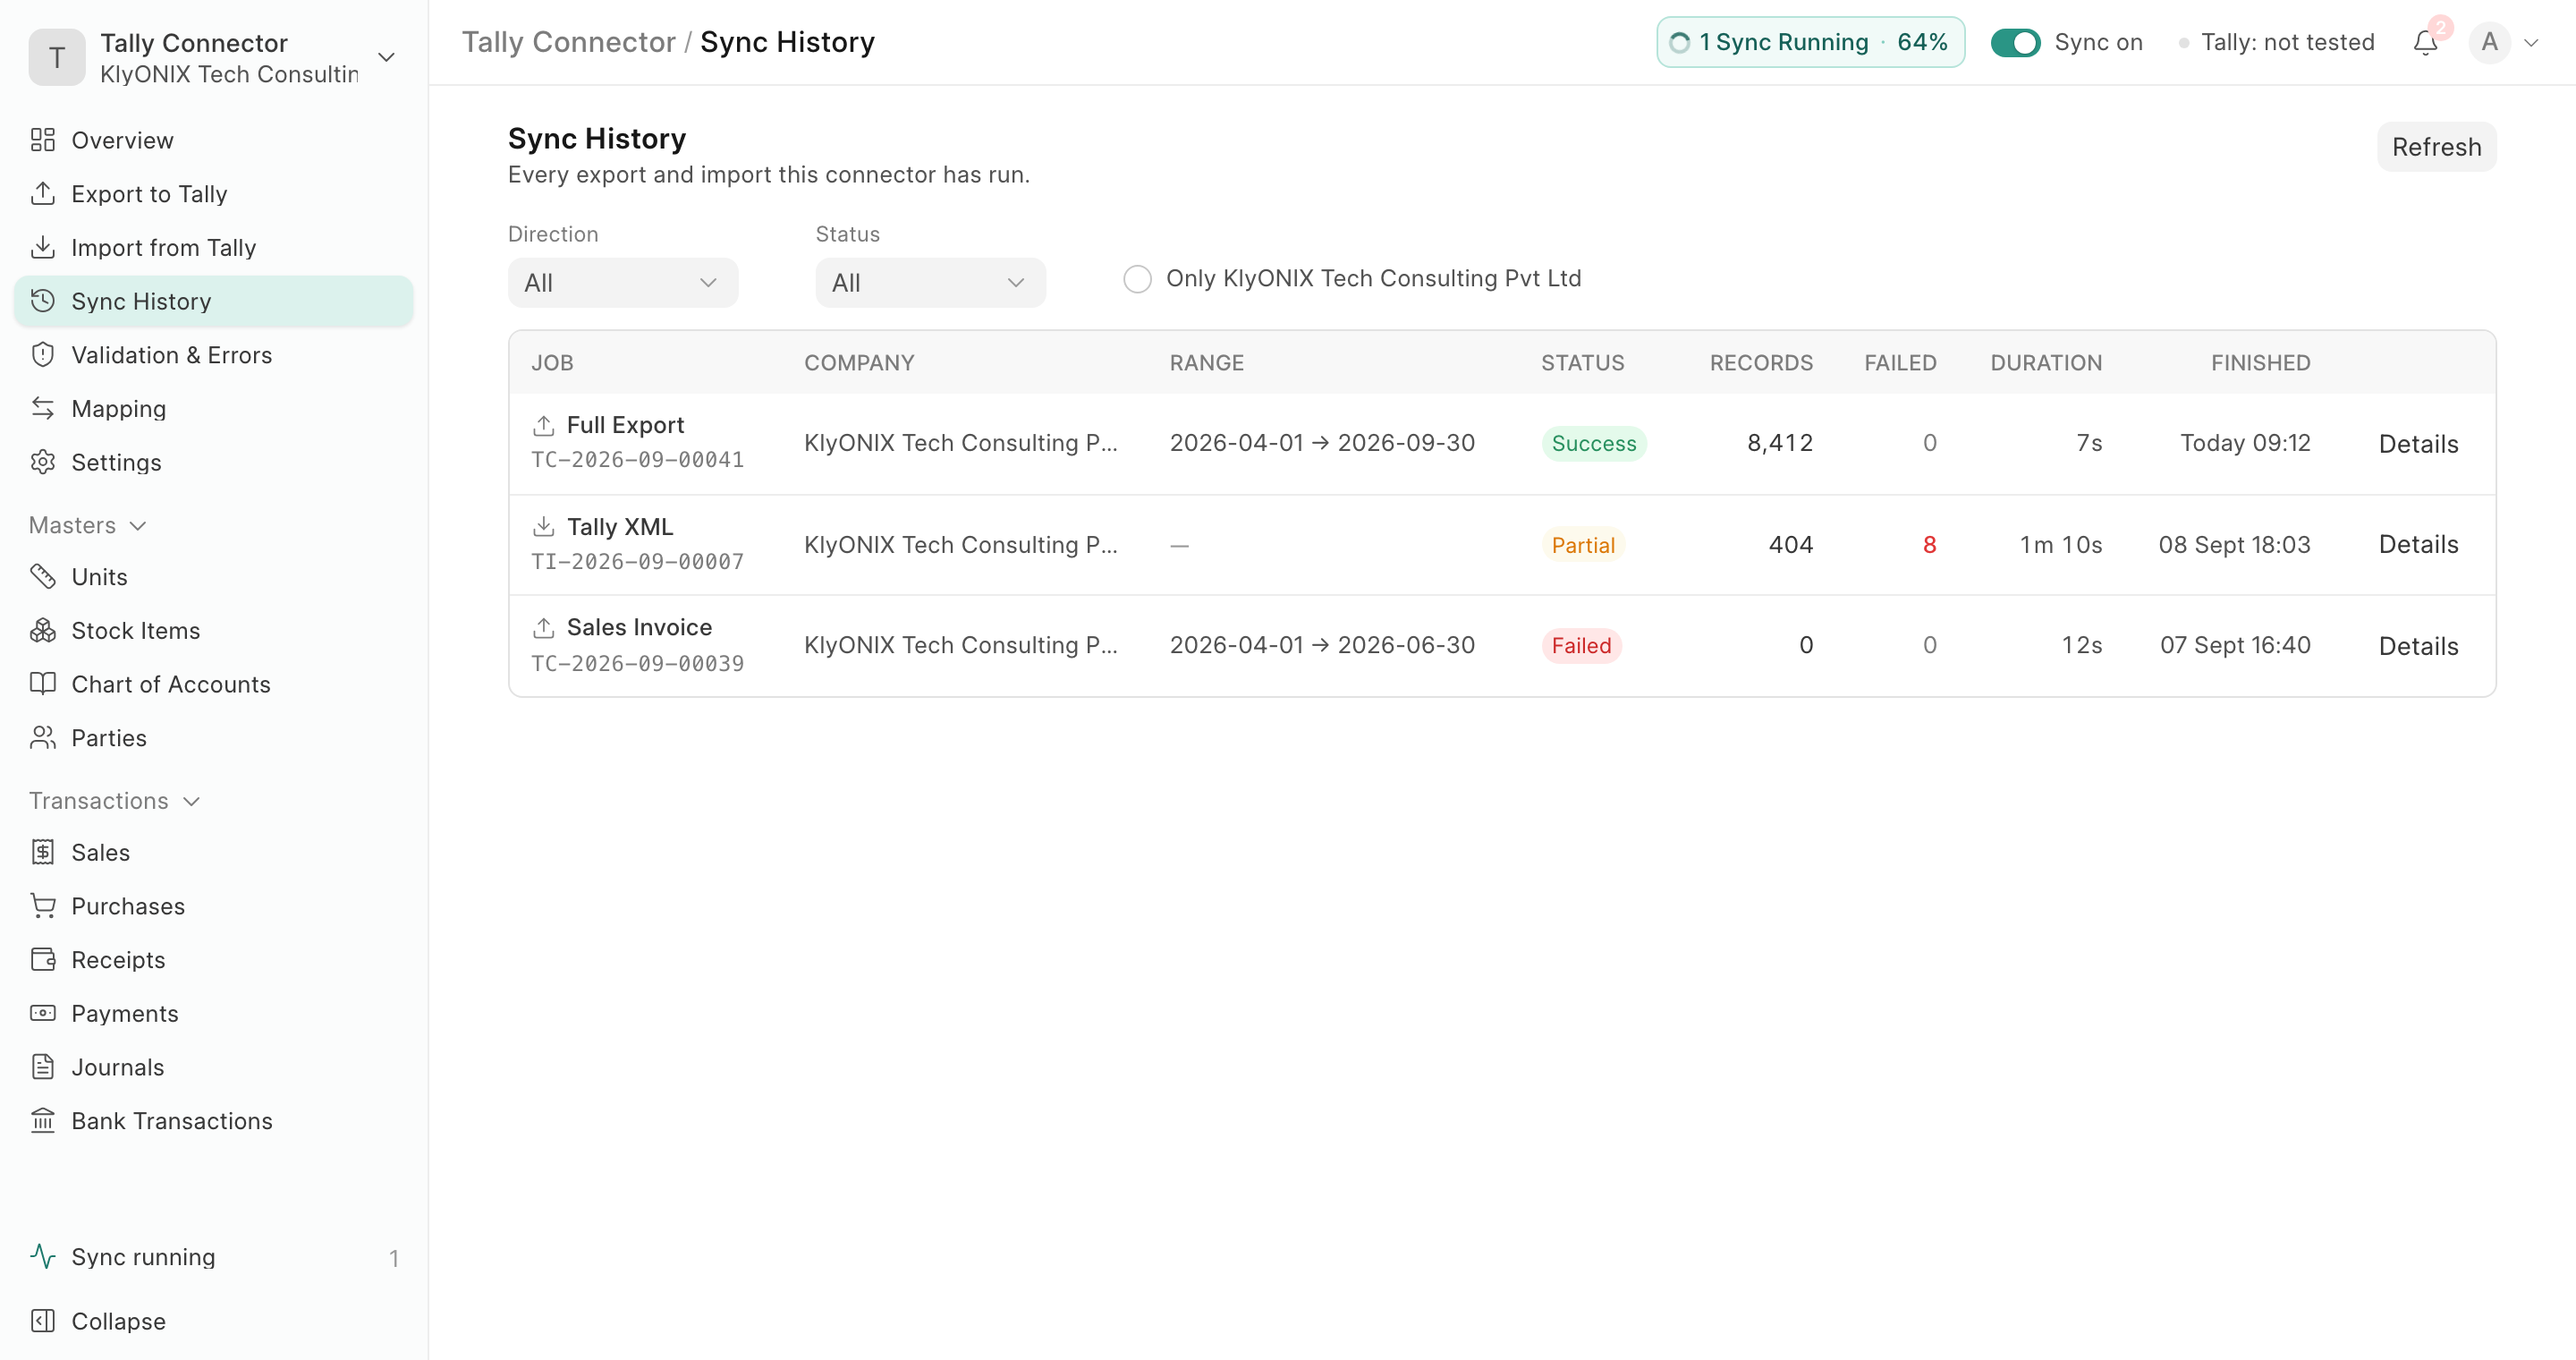 T
Tally Connector
KlyONIX Tech Consultin
Overview
Export to Tally
Import from Tally
Sync History
Validation & Errors
Mapping
Settings
Masters
Units
Stock Items
Chart of Accounts
Parties
Transactions
Sales
Purchases
Receipts
Payments
Journals
Bank Transactions
Sync running 1
Collapse
Tally Connector / Sync History
1 Sync Running · 64%
Sync on
Tally: not tested
2
A
Sync History
Every export and import this connector has run.
Refresh
Direction Status
All All Only KlyONIX Tech Consulting Pvt Ltd
JOB COMPANY RANGE STATUS RECORDS FAILED DURATION FINISHED
Full Export
TC-2026-09-00041
KlyONIX Tech Consulting P... 2026-04-01 → 2026-09-30 Success 8,412 0 7s Today 09:12 Details
Tally XML
TI-2026-09-00007
KlyONIX Tech Consulting P... — Partial 404 8 1m 10s 08 Sept 18:03 Details
Sales Invoice
TC-2026-09-00039
KlyONIX Tech Consulting P... 2026-04-01 → 2026-06-30 Failed 0 0 12s 07 Sept 16:40 Details